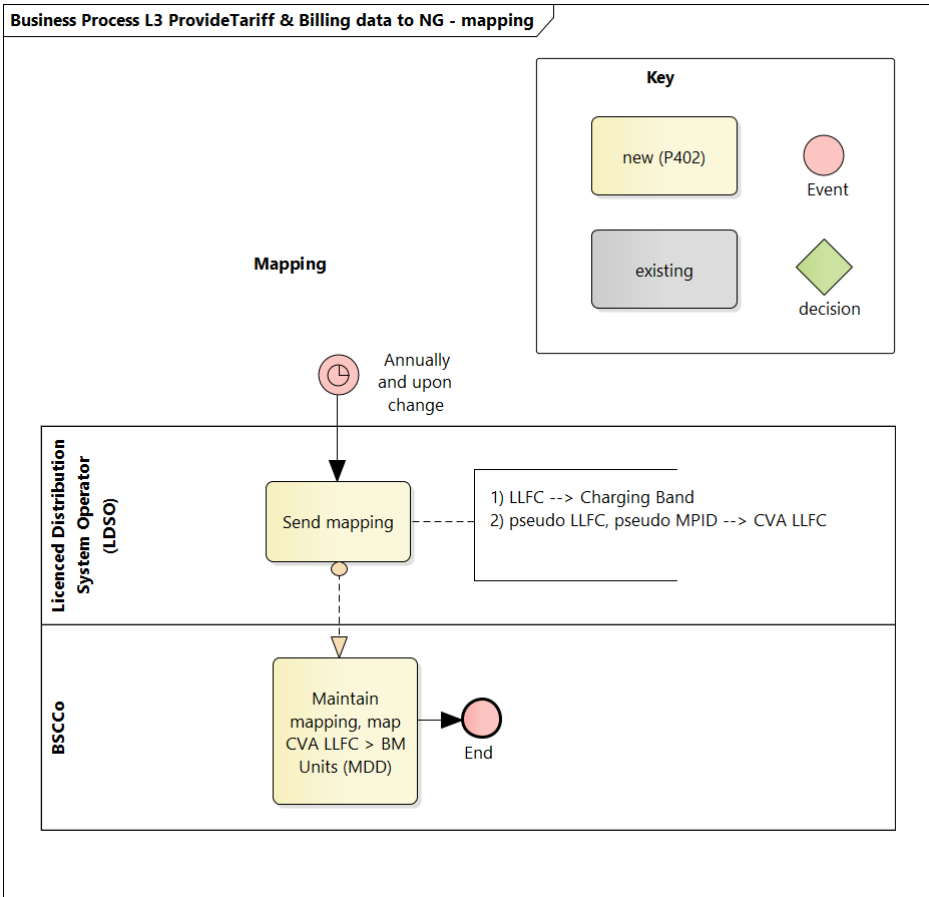 Business Process L3 ProvideTariff & Billing data to NG - mapping
Key
new (P402)
Event
existing
decision
Mapping
Annually
and upon
change
Licenced Distribution
System Operator
(LDSO)
Send mapping
1) LLFC --> Charging Band
2) pseudo LLFC, pseudo MPID --> CVA LLFC
BSCCo
Maintain
mapping, map
CVA LLFC > BM
Units (MDD)
End